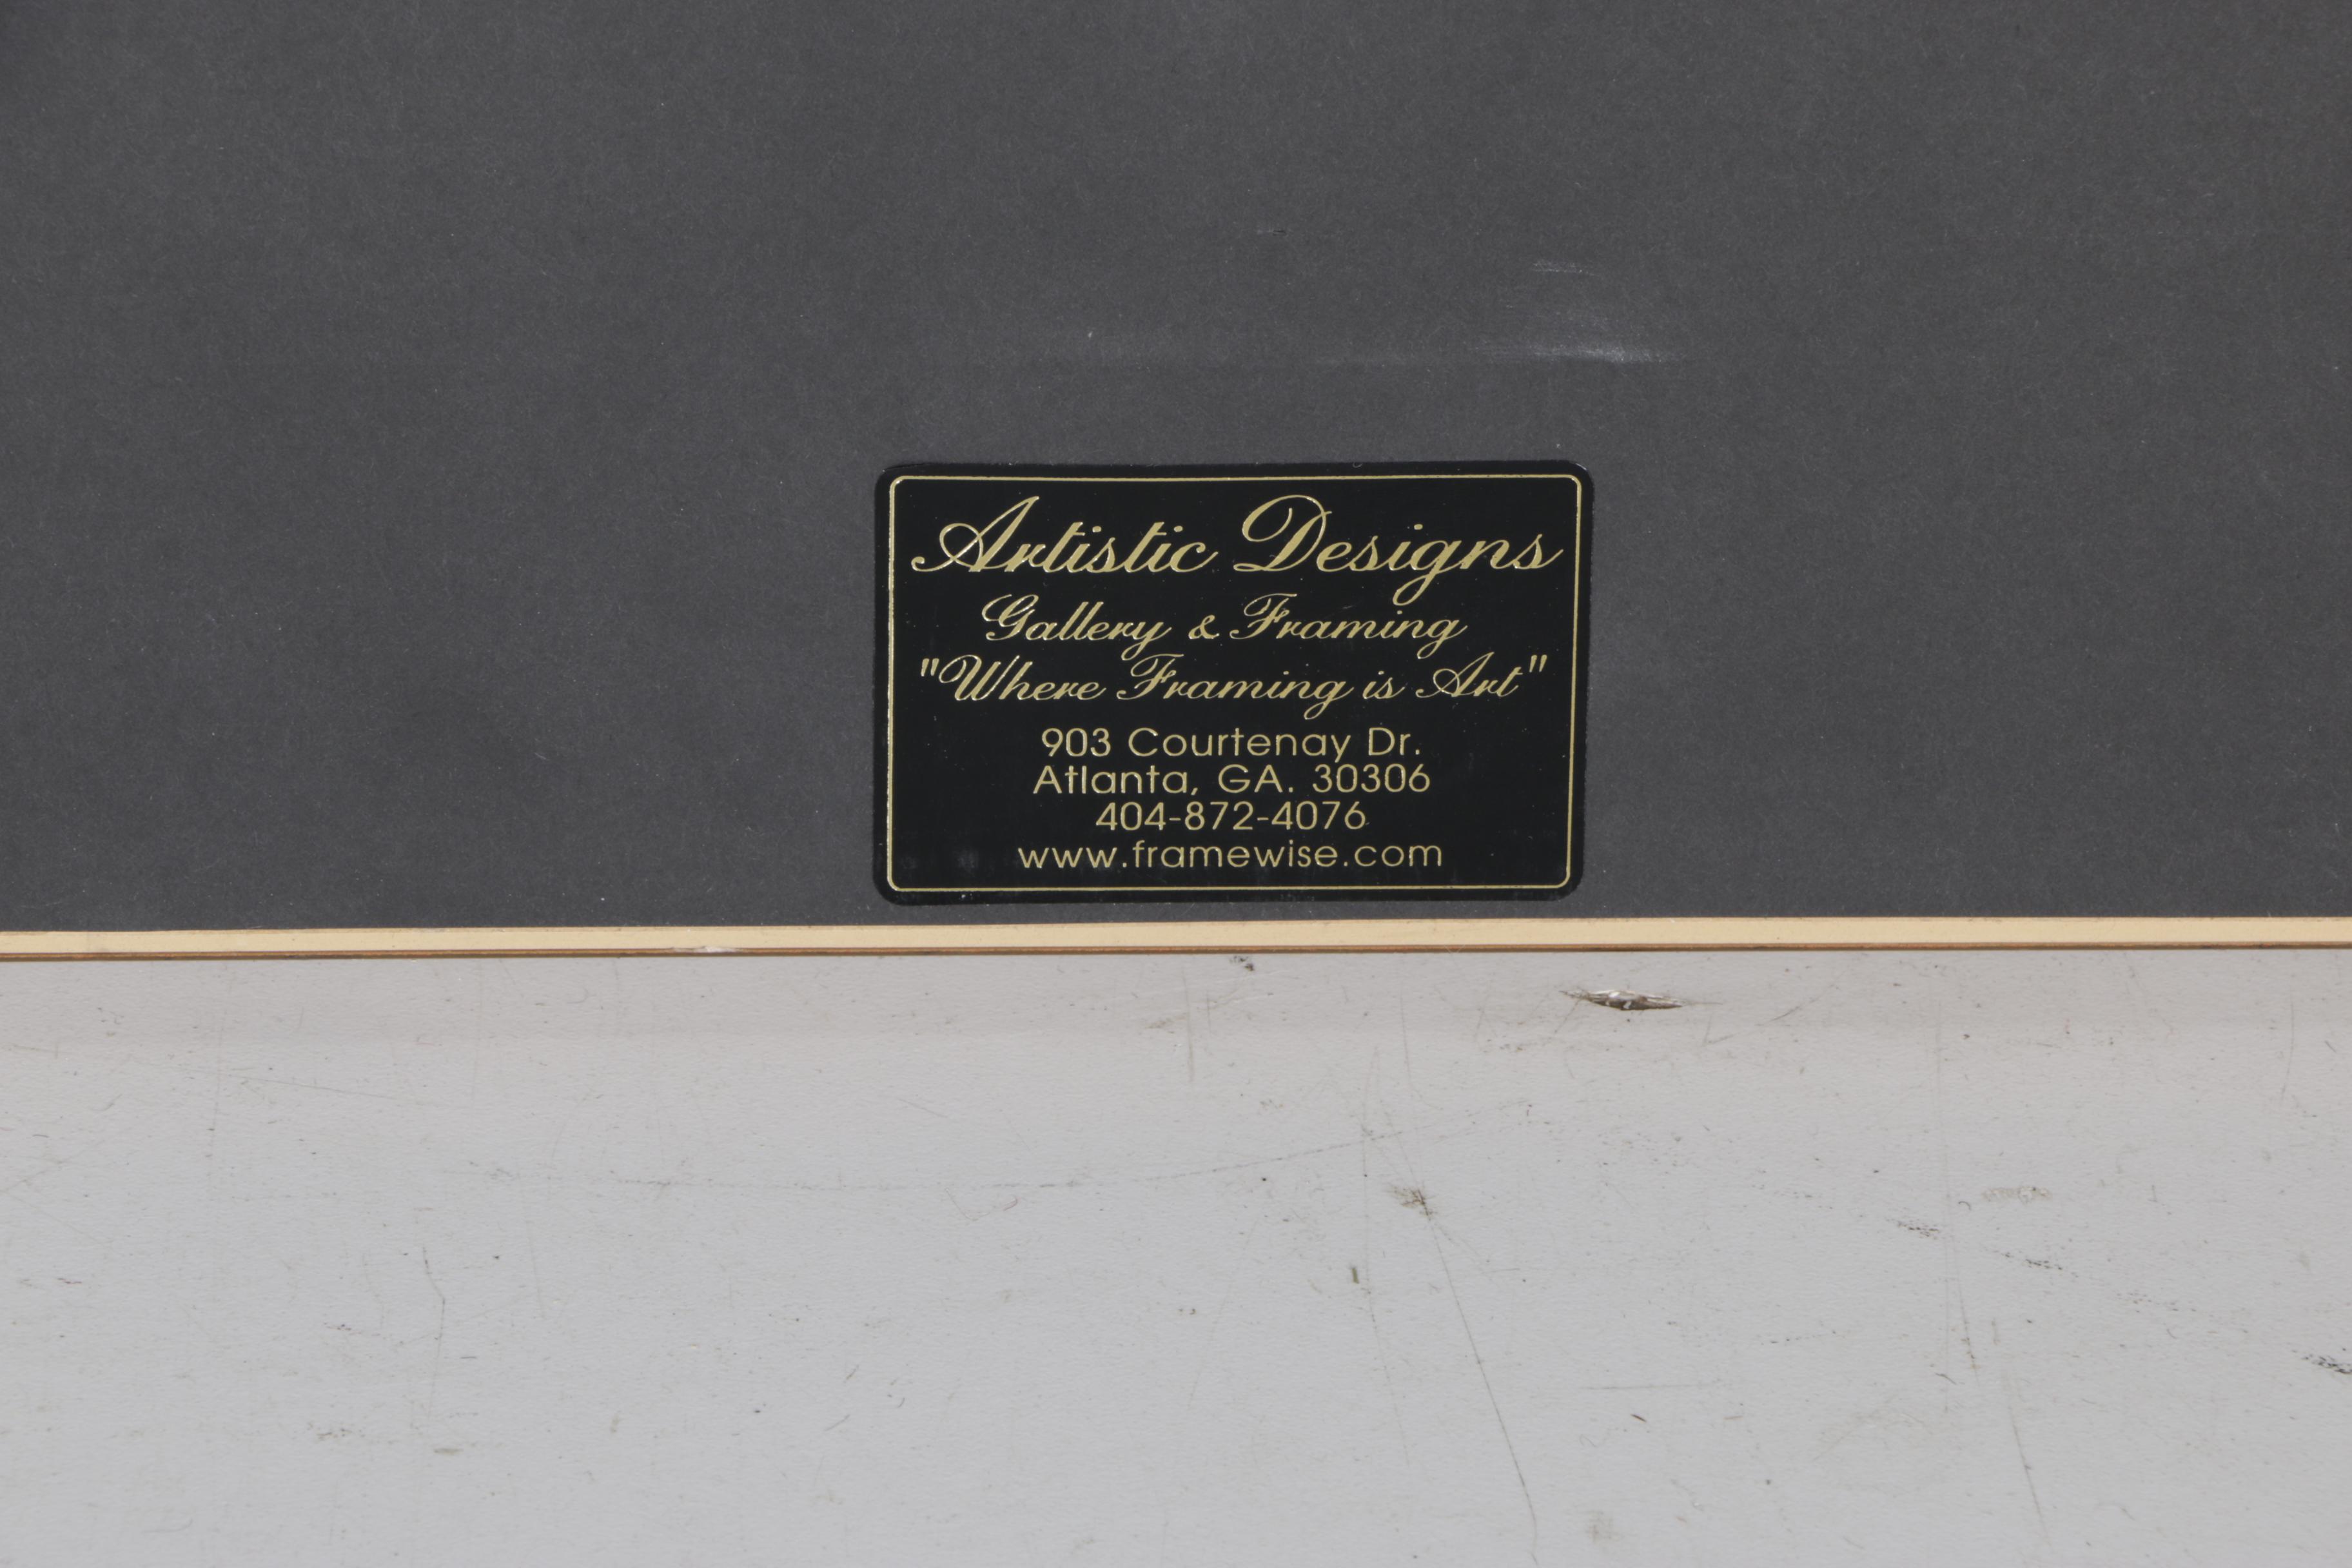 Artistic Designs
Gallery & Framing
"Where Framing is Art"
903 Courtenay Dr.
Atlanta, GA. 30306
404-872-4076
www.framewise.com